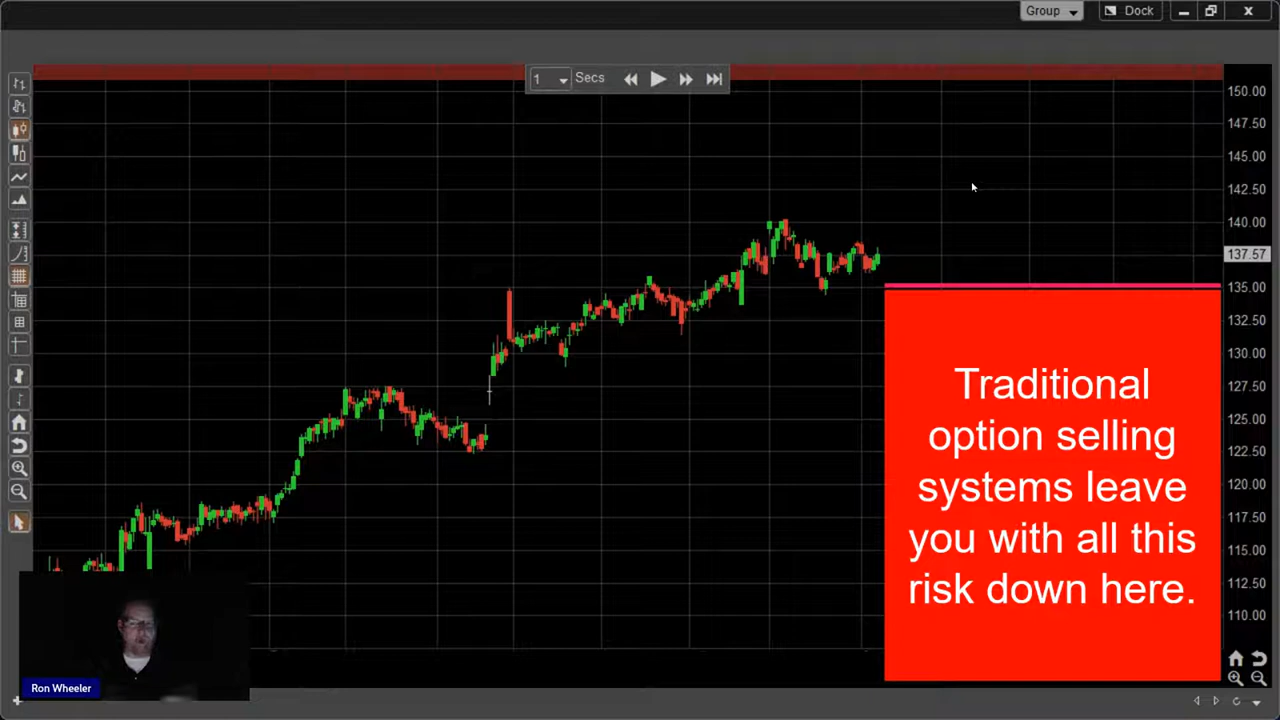 Group
Dock
1
Secs
150.00
147.50
145.00
142.50
140.00
137.57
135.00
132.50
130.00
127.50
125.00
122.50
120.00
117.50
115.00
112.50
110.00
Traditional
option selling
systems leave
you with all this
risk down here.
Ron Wheeler